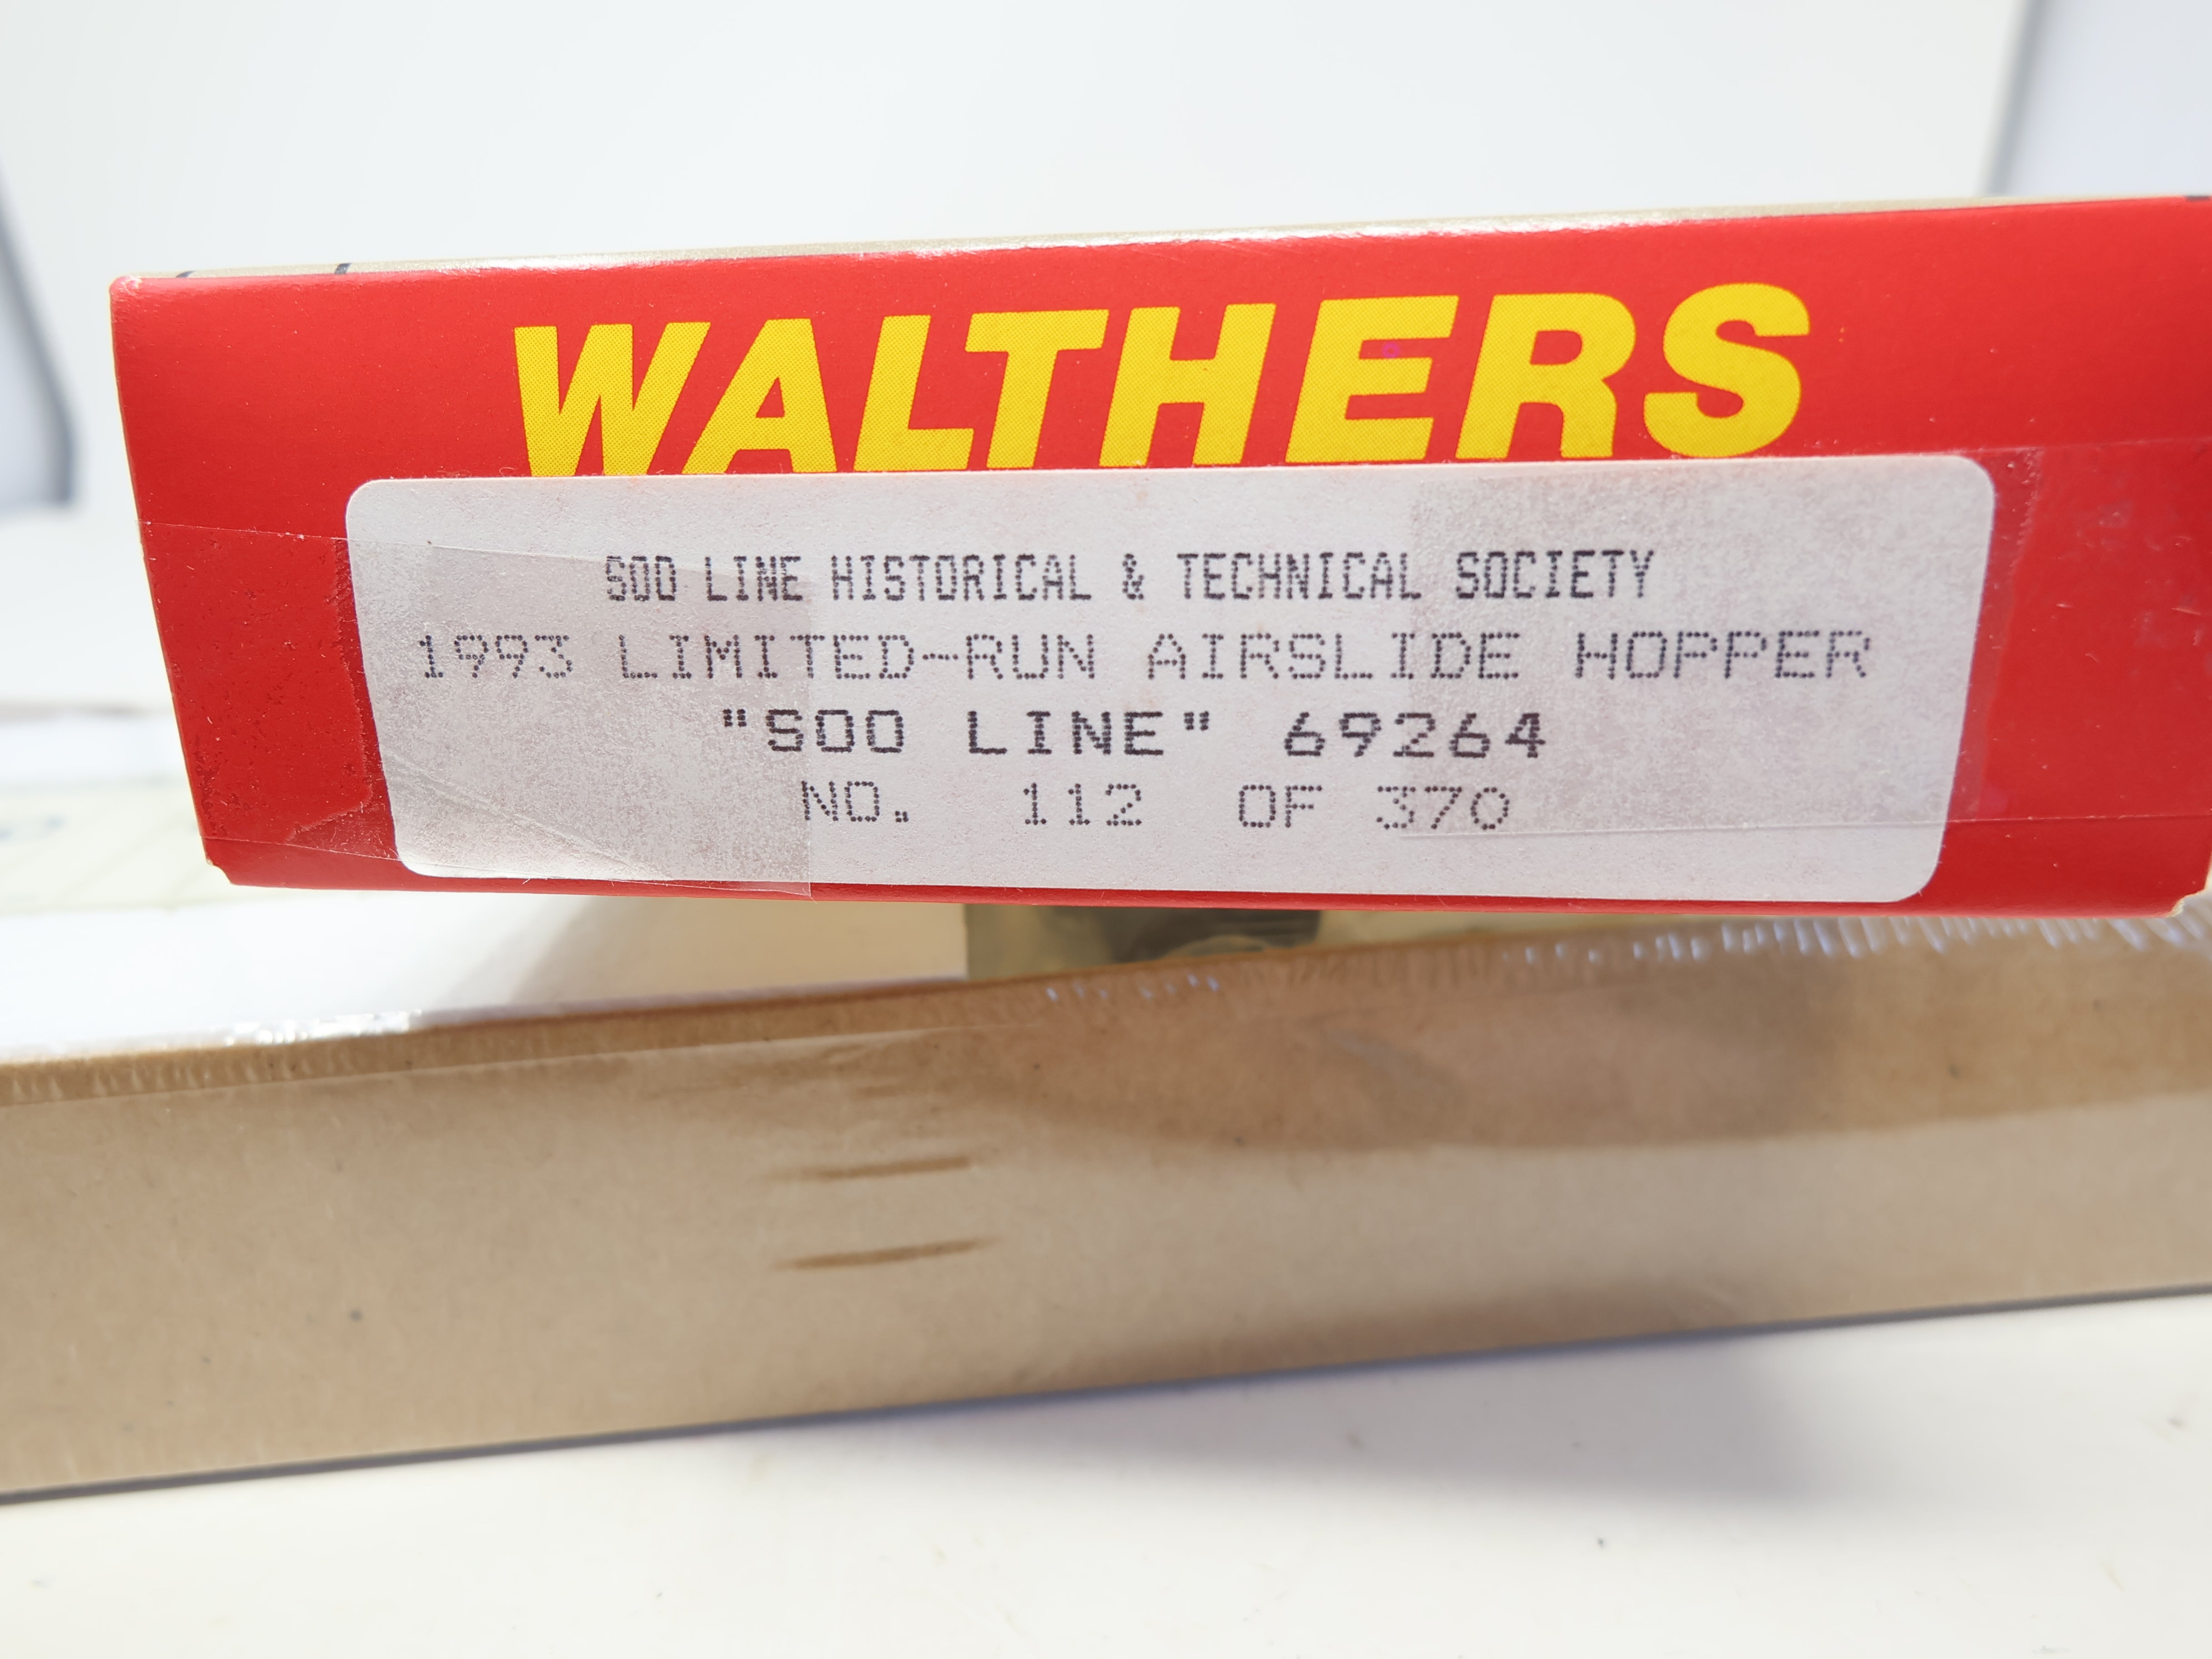 WALTHERS
SOO LINE HISTORICAL & TECHNICAL SOCIETY
1993 LIMITED-RUN AIRSLIDE HOPPER
"SOO LINE" 69264
NO. 112 OF 370